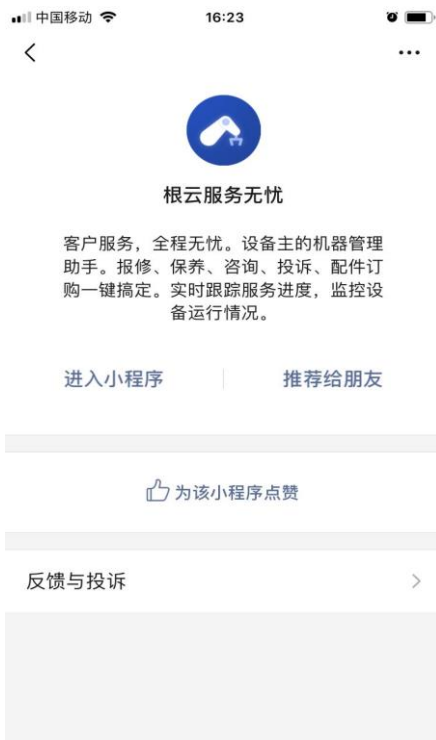 中国移动 16:23
根云服务无忧
客户服务，全程无忧。设备主的机器管理
助手。报修、保养、咨询、投诉、配件订
购一键搞定。实时跟踪服务进度，监控设
备运行情况。
进入小程序 推荐给朋友
为该小程序点赞
反馈与投诉